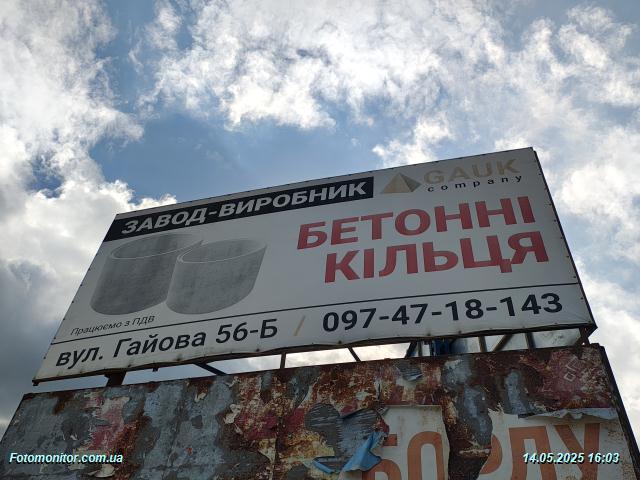 ЗАВОД-ВИРОБНИК
GAUK
company
БЕТОННІ
КІЛЬЦЯ
Працюємо з ПДВ
вул. Гайова 56-Б / 097-47-18-143
БОРДУ
Fotomonitor.com.ua
14.05.2025 16:03